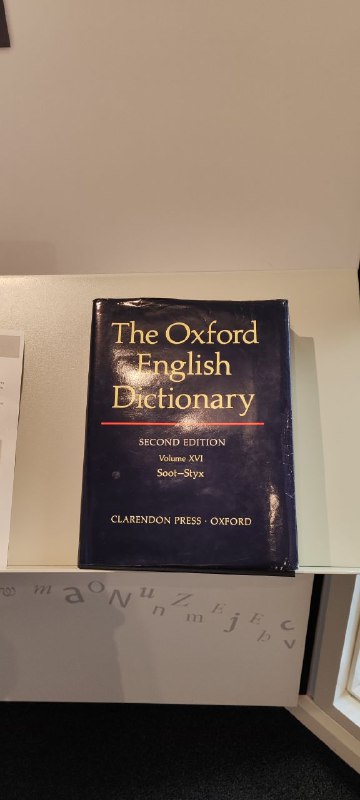 The Oxford
English
Dictionary
SECOND EDITION
Volume XVI
Soot–Styx
CLARENDON PRESS · OXFORD
m a O N u n Z m E j E b c v